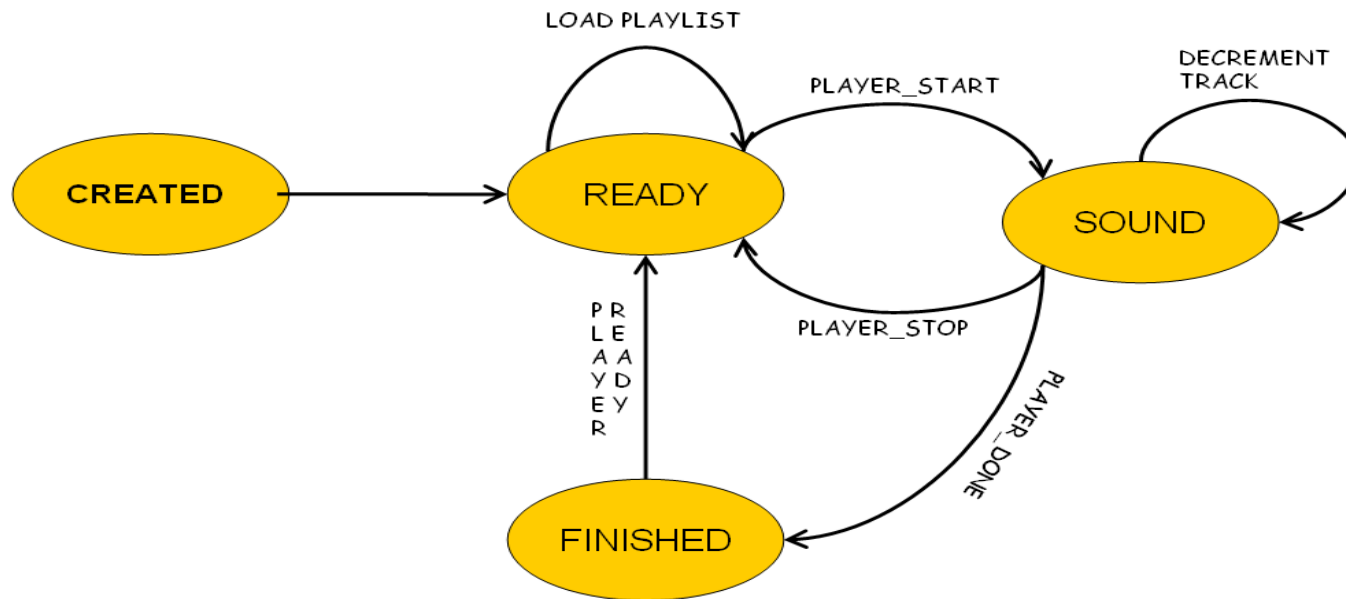 LOAD PLAYLIST
PLAYER_START
DECREMENT
TRACK
CREATED
READY
SOUND
PLAYER_STOP
PLAYER
READY
PLAYER_DONE
FINISHED